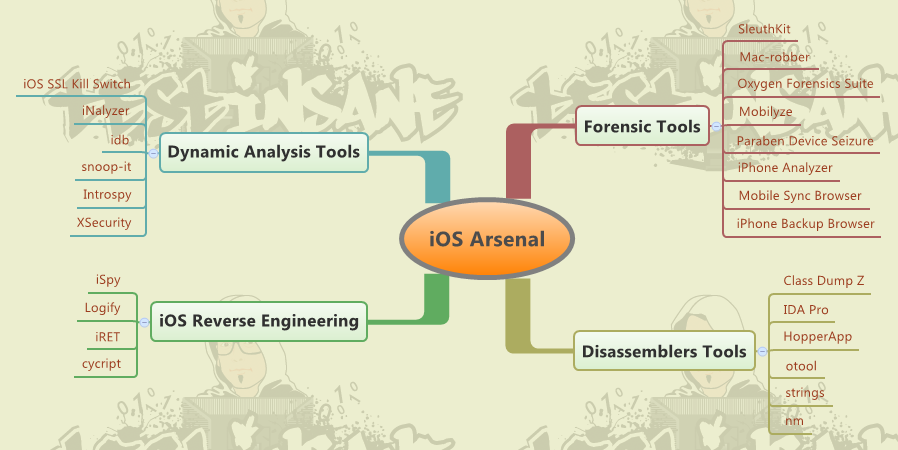 iOS Arsenal
Dynamic Analysis Tools
iOS SSL Kill Switch
iNalyzer
idb
snoop-it
Introspy
XSecurity
iOS Reverse Engineering
iSpy
Logify
iRET
cycript
Forensic Tools
SleuthKit
Mac-robber
Oxygen Forensics Suite
Mobilyze
Paraben Device Seizure
iPhone Analyzer
Mobile Sync Browser
iPhone Backup Browser
Disassemblers Tools
Class Dump Z
IDA Pro
HopperApp
otool
strings
nm